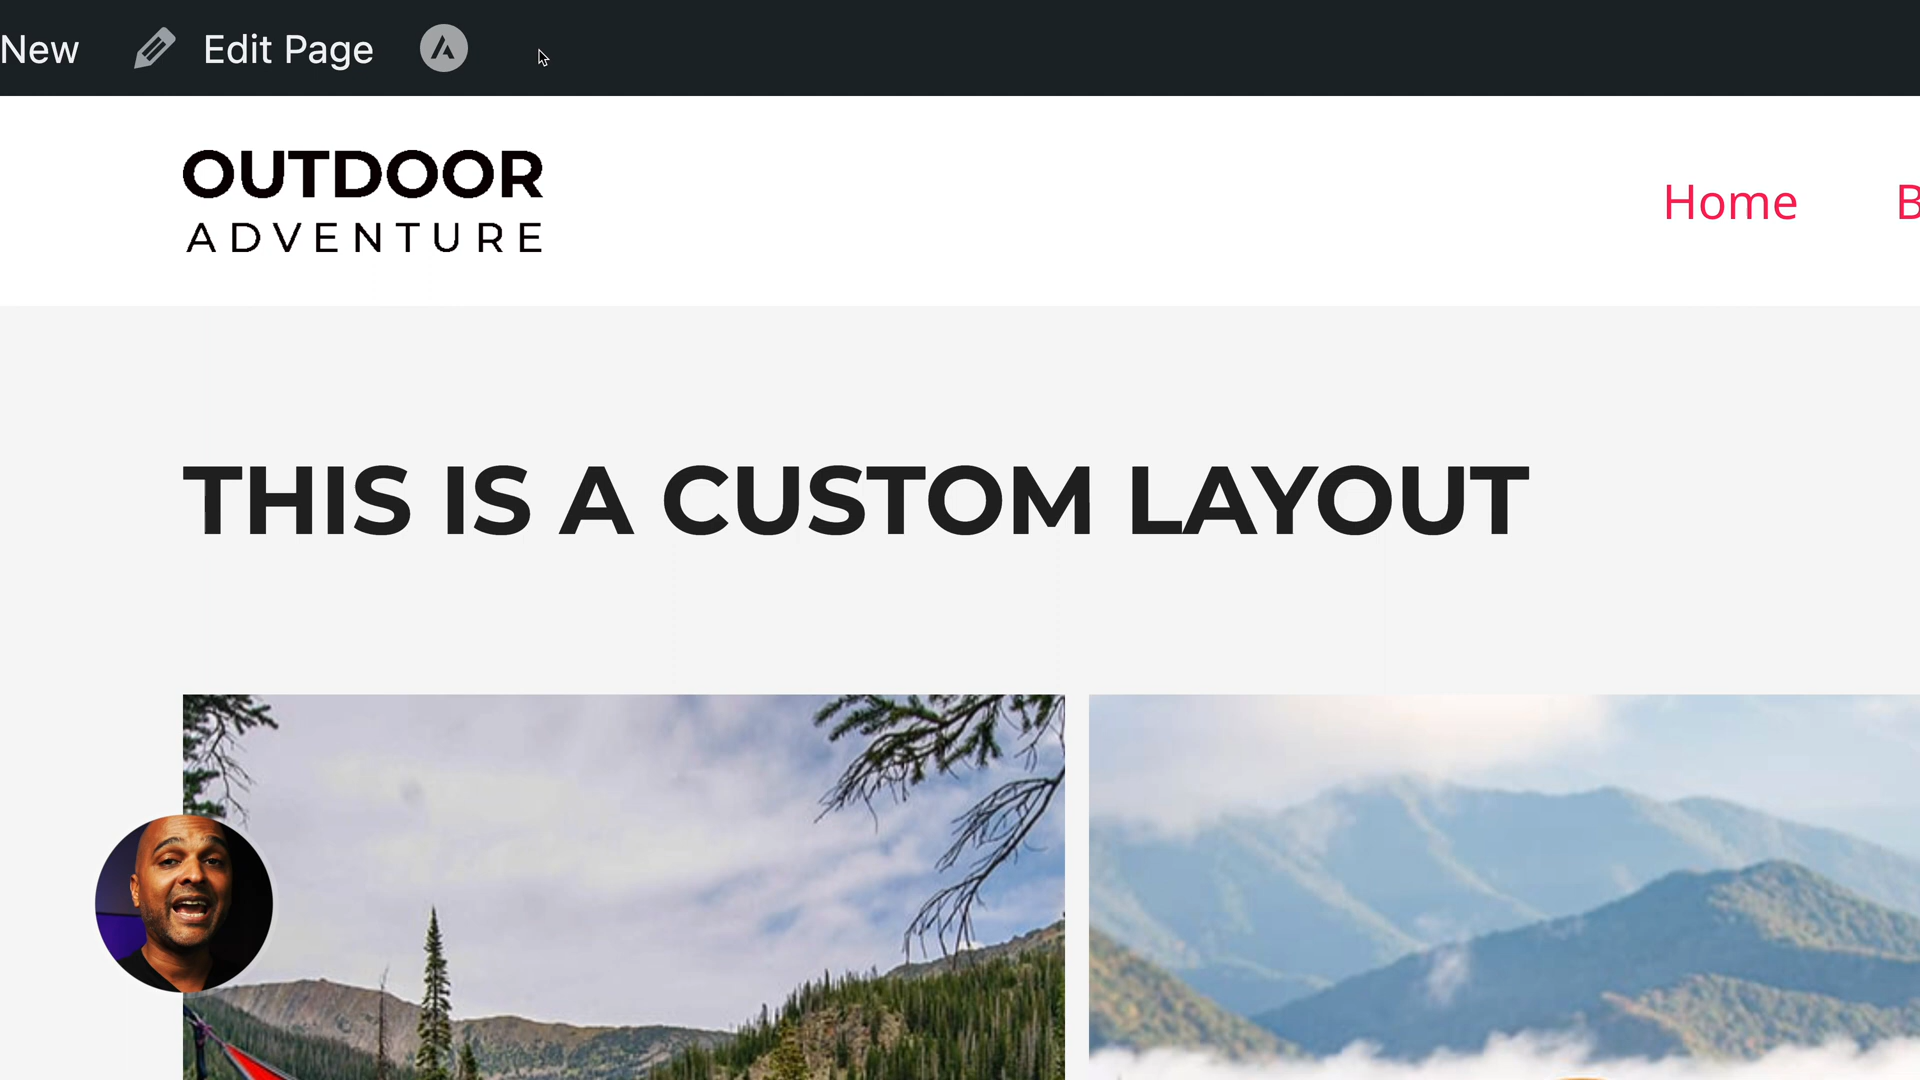 New Edit Page
OUTDOOR
ADVENTURE
Home B
THIS IS A CUSTOM LAYOUT